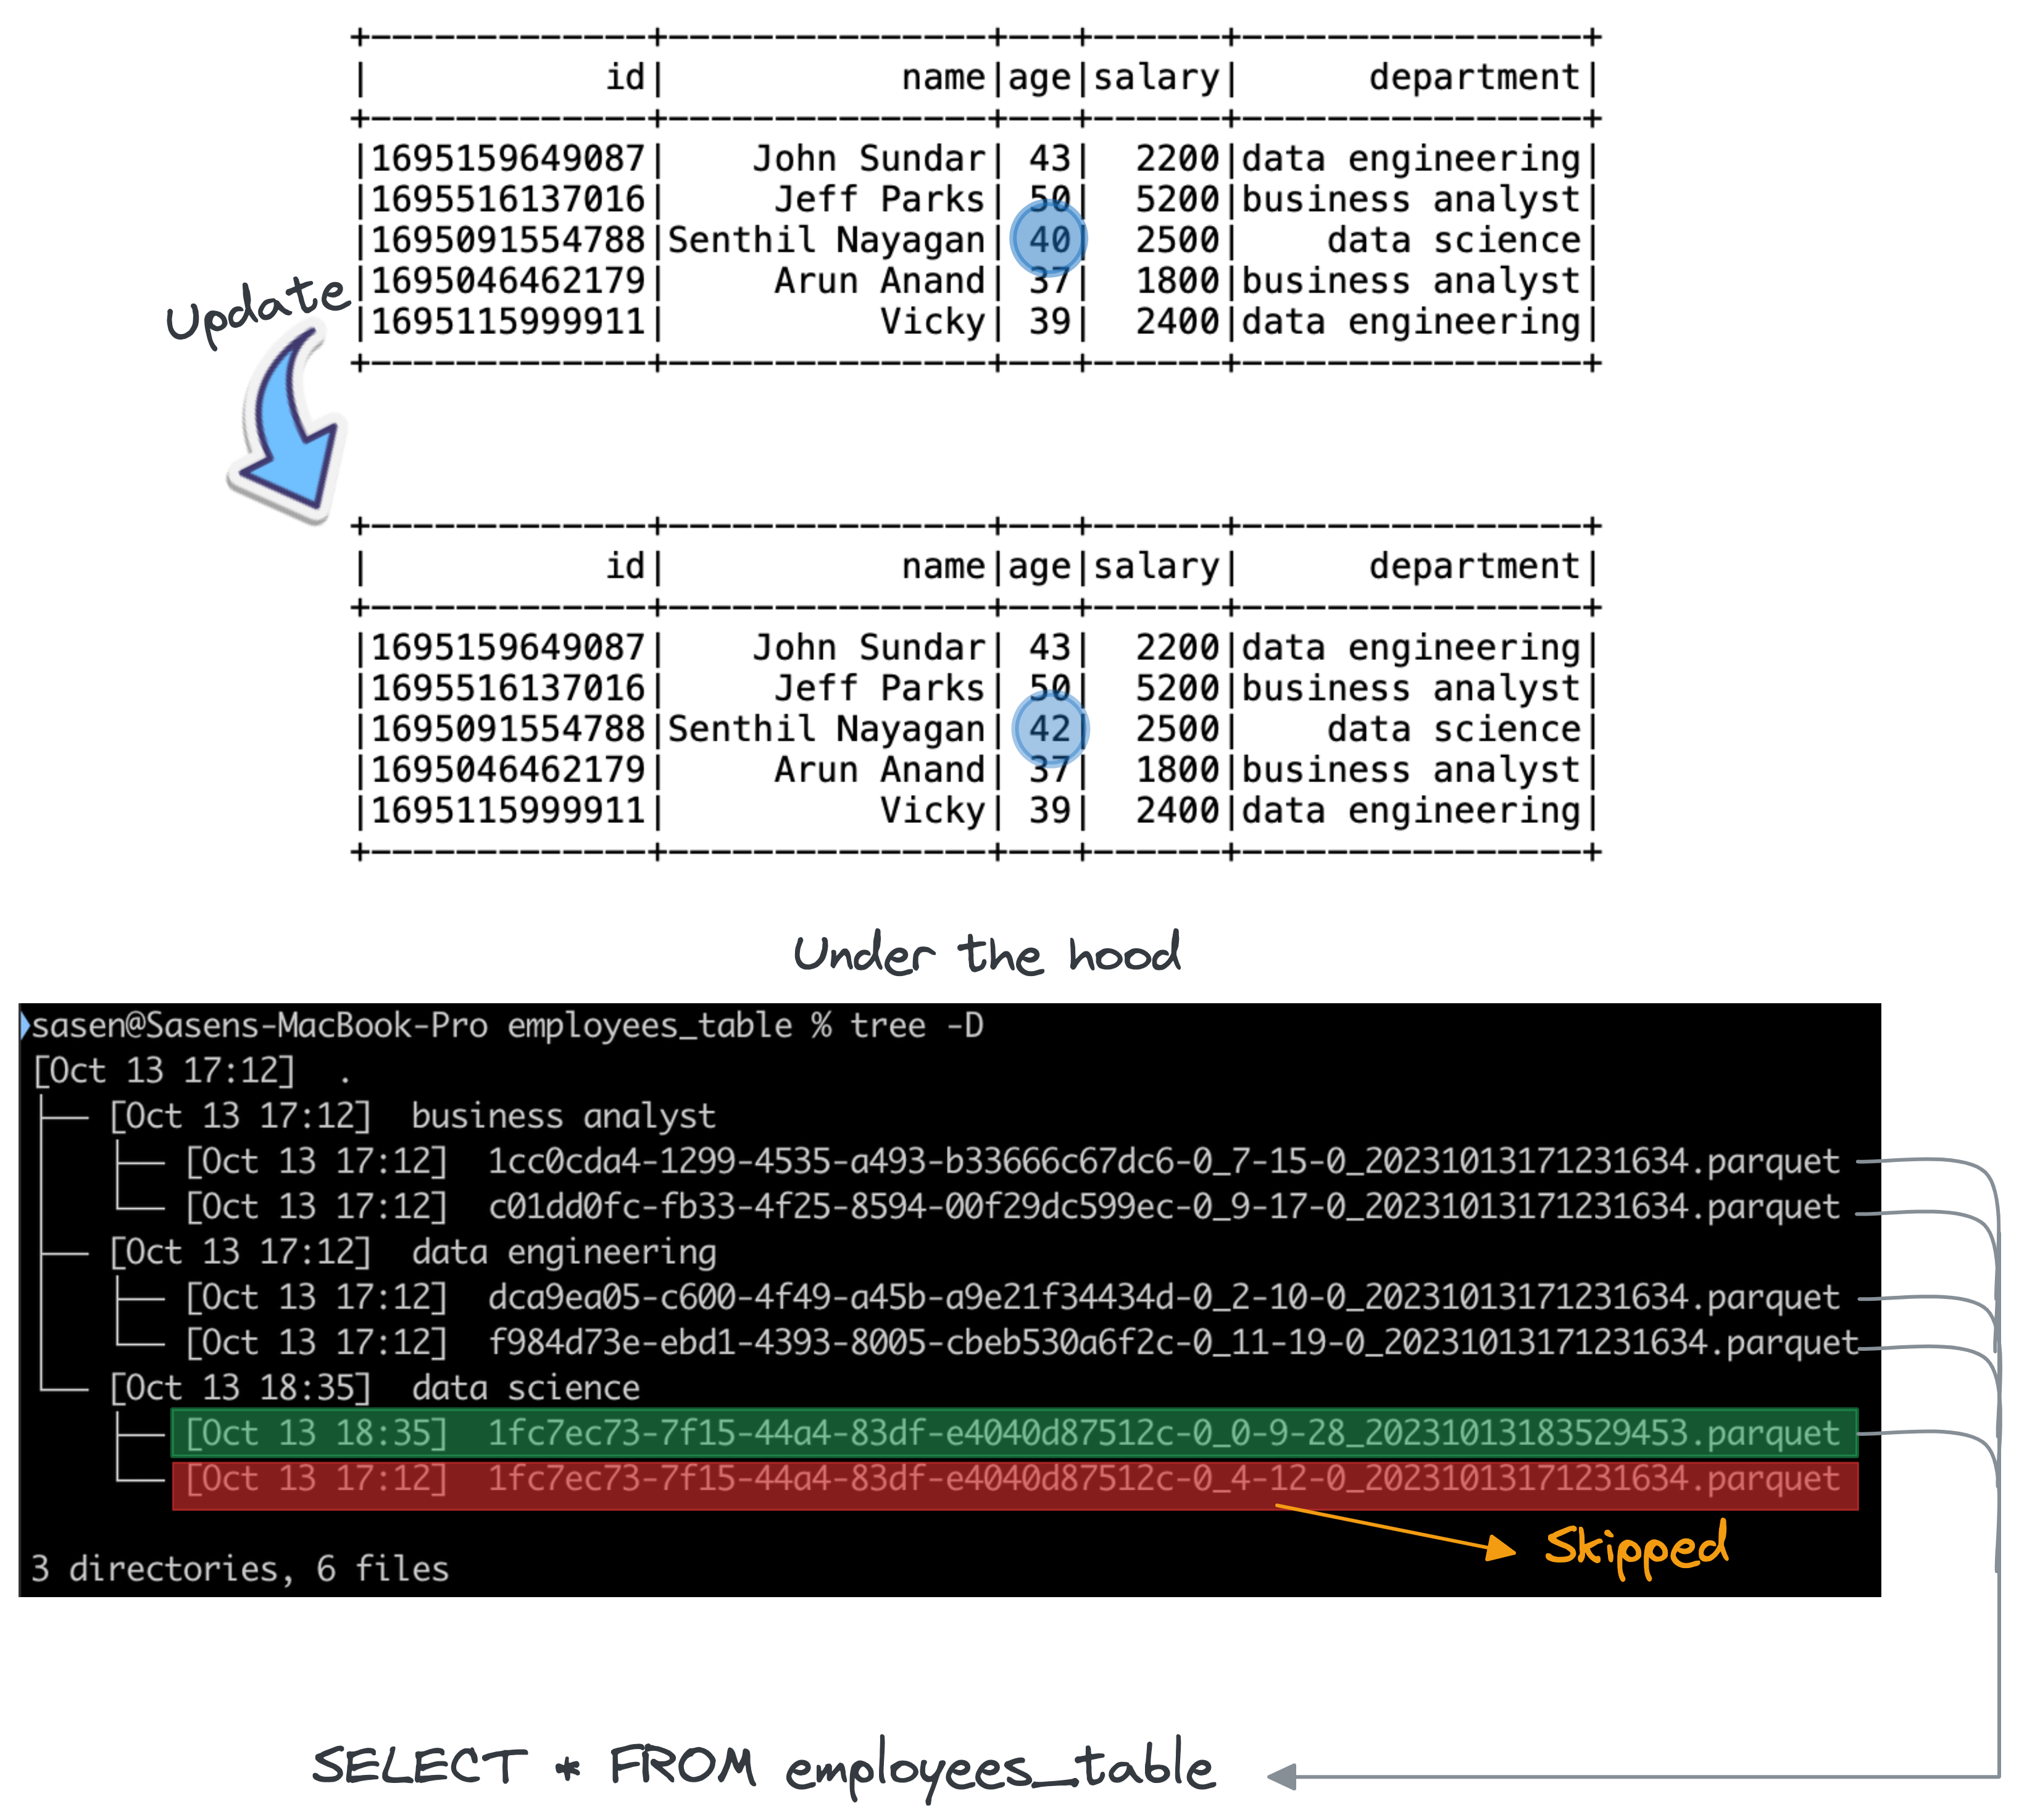 +-------------+---------------+---+------+----------------+
|           id|           name|age|salary|      department|
+-------------+---------------+---+------+----------------+
|1695159649087|    John Sundar| 43|  2200|data engineering|
|1695516137016|     Jeff Parks| 50|  5200|business analyst|
|1695091554788|Senthil Nayagan| 40|  2500|    data science|
|1695046462179|     Arun Anand| 37|  1800|business analyst|
Update
|1695115999911|          Vicky| 39|  2400|data engineering|
+-------------+---------------+---+------+----------------+
+-------------+---------------+---+------+----------------+
|           id|           name|age|salary|      department|
+-------------+---------------+---+------+----------------+
|1695159649087|    John Sundar| 43|  2200|data engineering|
|1695516137016|     Jeff Parks| 50|  5200|business analyst|
|1695091554788|Senthil Nayagan| 42|  2500|    data science|
|1695046462179|     Arun Anand| 37|  1800|business analyst|
|1695115999911|          Vicky| 39|  2400|data engineering|
+-------------+---------------+---+------+----------------+
Under the hood
sasen@Sasens-MacBook-Pro employees_table % tree -D
[Oct 13 17:12]  .
├── [Oct 13 17:12]  business analyst
│   ├── [Oct 13 17:12]  1cc0cda4-1299-4535-a493-b33666c67dc6-0_7-15-0_20231013171231634.parquet
│   └── [Oct 13 17:12]  c01dd0fc-fb33-4f25-8594-00f29dc599ec-0_9-17-0_20231013171231634.parquet
├── [Oct 13 17:12]  data engineering
│   ├── [Oct 13 17:12]  dca9ea05-c600-4f49-a45b-a9e21f34434d-0_2-10-0_20231013171231634.parquet
│   └── [Oct 13 17:12]  f984d73e-ebd1-4393-8005-cbeb530a6f2c-0_11-19-0_20231013171231634.parquet
└── [Oct 13 18:35]  data science
    ├── [Oct 13 18:35]  1fc7ec73-7f15-44a4-83df-e4040d87512c-0_0-9-28_20231013183529453.parquet
    └── [Oct 13 17:12]  1fc7ec73-7f15-44a4-83df-e4040d87512c-0_4-12-0_20231013171231634.parquet
Skipped
3 directories, 6 files
SELECT * FROM employees_table